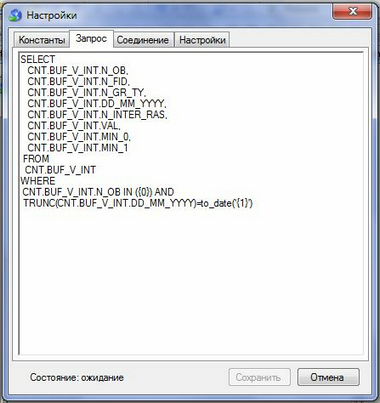 Настройки
Константы Запрос Соединение Настройки
SELECT
CNT.BUF_V_INT.N_OB,
CNT.BUF_V_INT.N_FID,
CNT.BUF_V_INT.N_GR_TY,
CNT.BUF_V_INT.DD_MM_YYYY,
CNT.BUF_V_INT.N_INTER_RAS,
CNT.BUF_V_INT.VAL,
CNT.BUF_V_INT.MIN_0,
CNT.BUF_V_INT.MIN_1
FROM
CNT.BUF_V_INT
WHERE
CNT.BUF_V_INT.N_OB IN ({0}) AND
TRUNC(CNT.BUF_V_INT.DD_MM_YYYY)=to_date('{1}')
Состояние: ожидание Сохранить Отмена